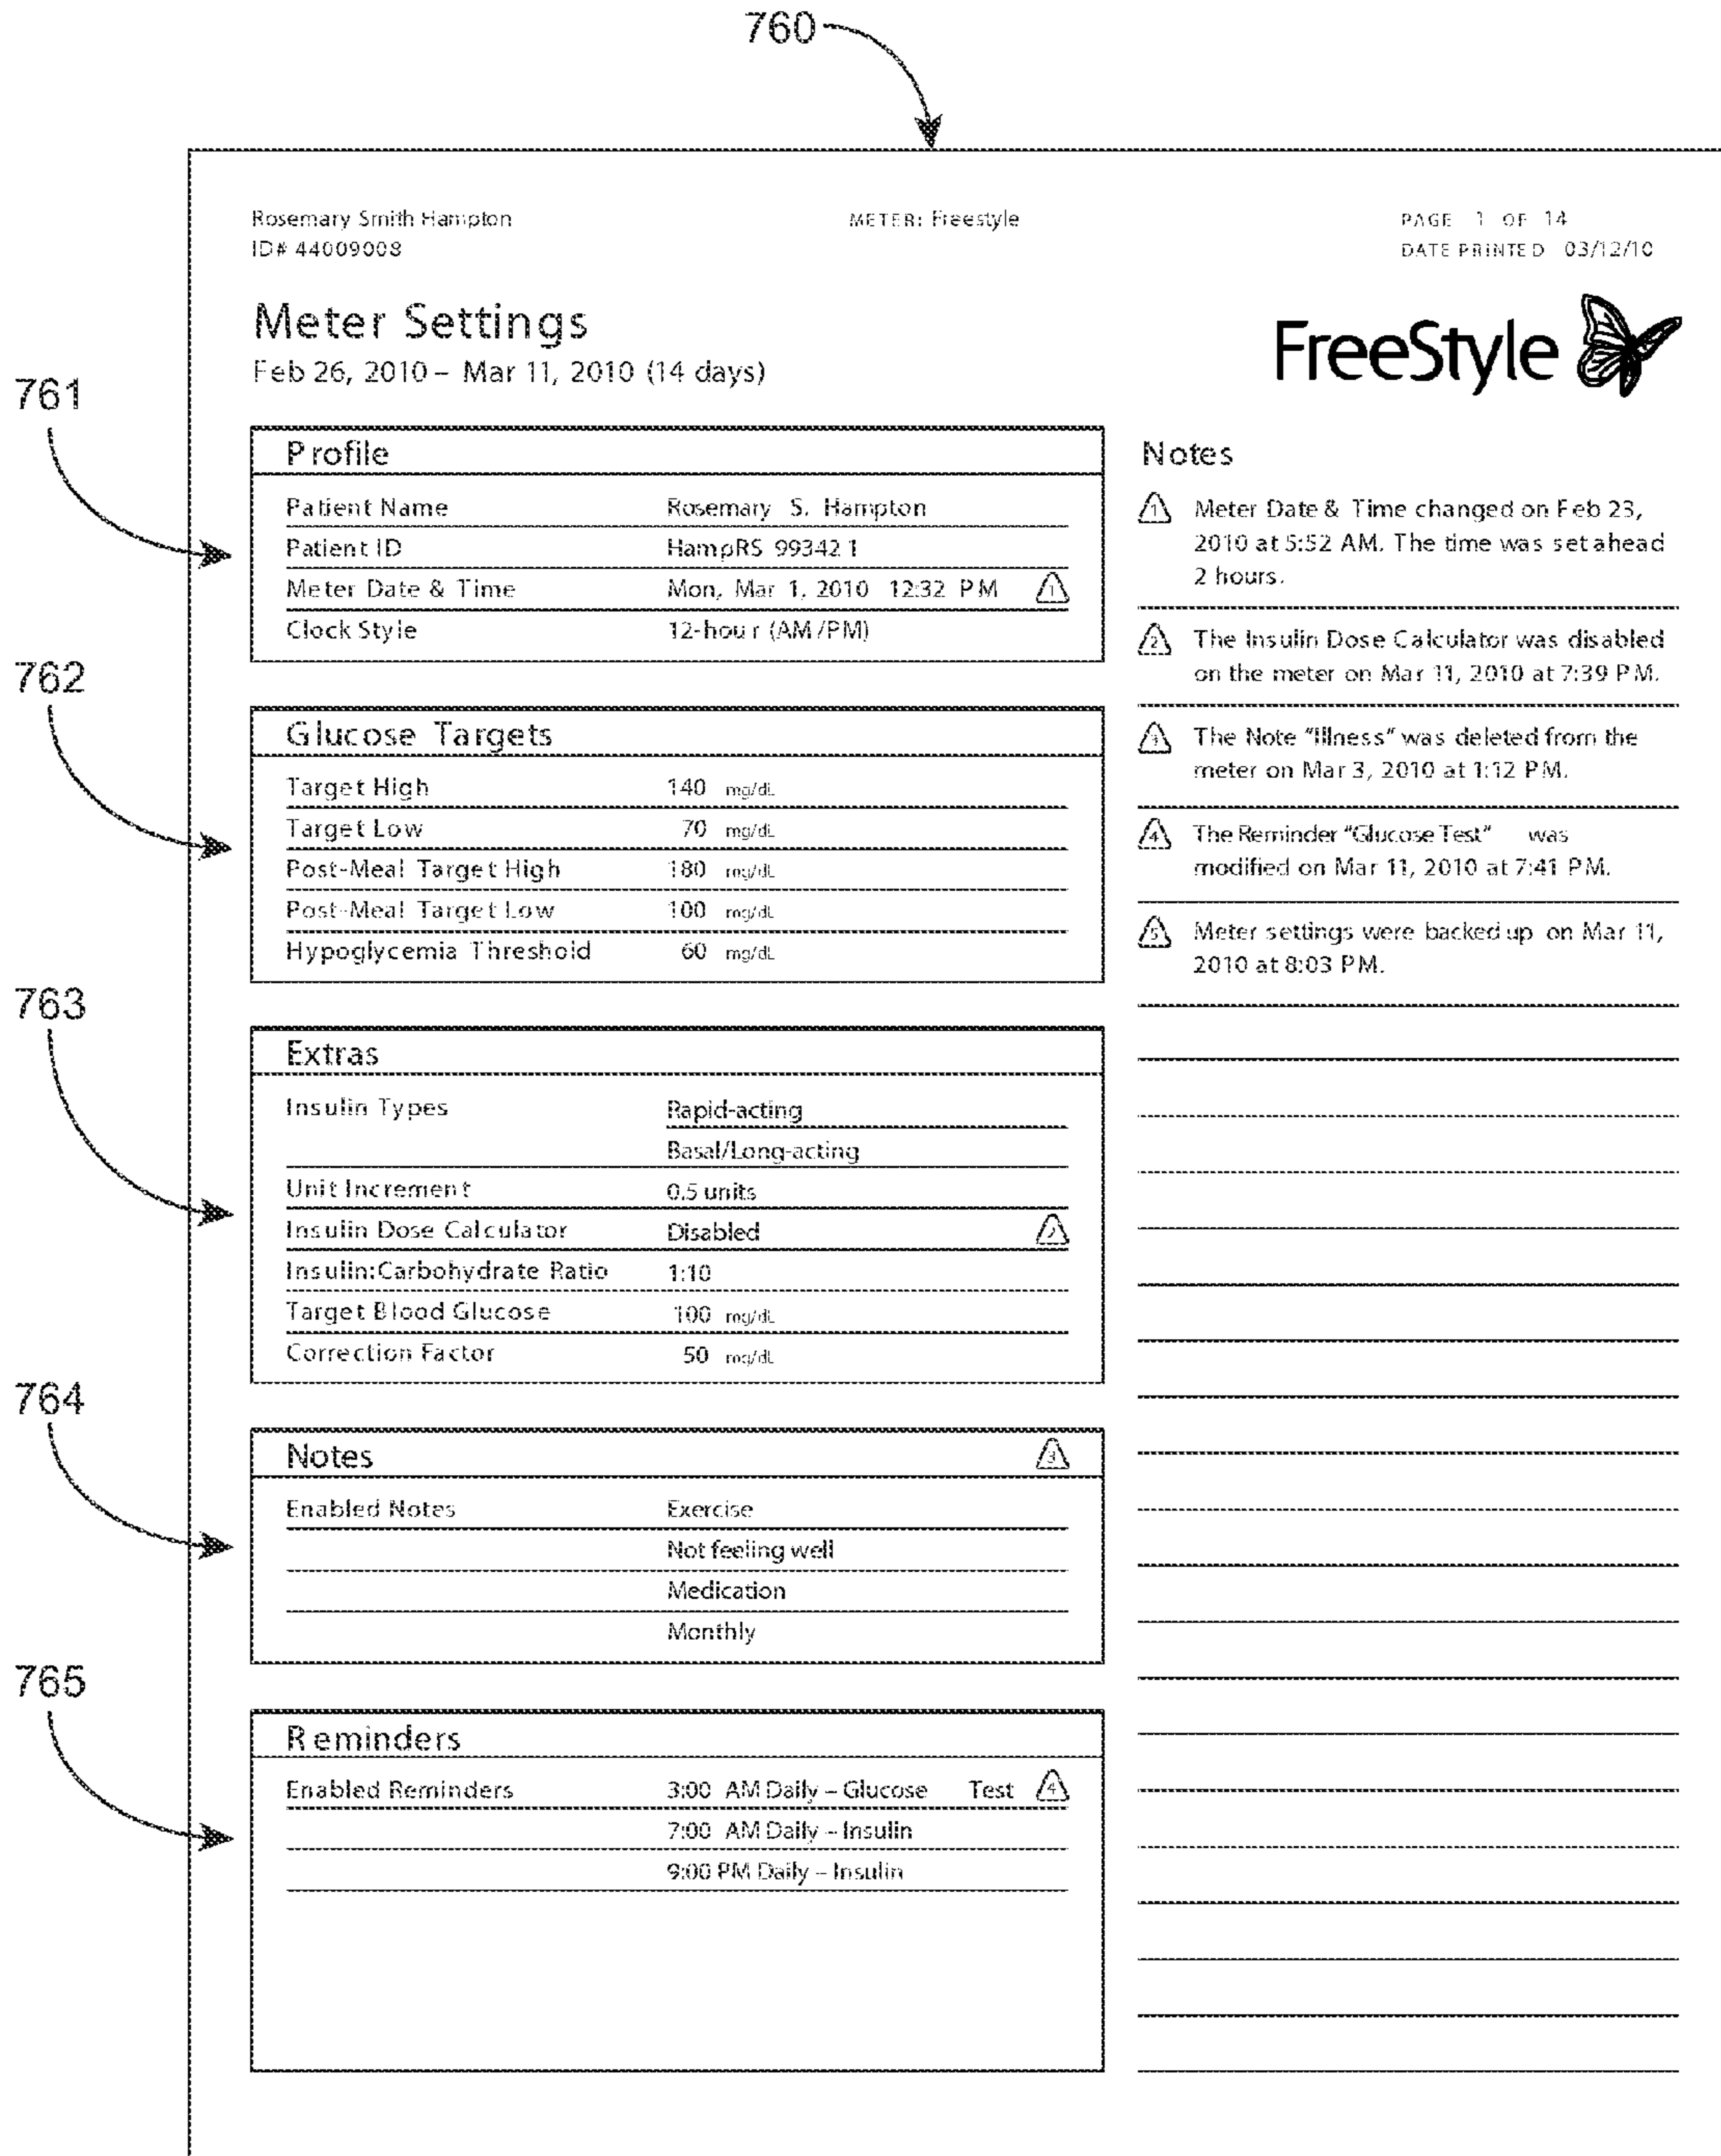 760
Rosemary Smith Hampton
ID# 44009008
METER: Freestyle
PAGE 1 OF 14
DATE PRINTED 03/12/10
Meter Settings
Feb 26, 2010 – Mar 11, 2010 (14 days)
FreeStyle
761
Profile
Patient Name Rosemary S. Hampton
Patient ID HampRS 993421
Meter Date & Time Mon, Mar 1, 2010 12:32 PM 1
Clock Style 12-hour (AM/PM)
762
Glucose Targets
Target High 140 mg/dL
Target Low 70 mg/dL
Post-Meal Target High 180 mg/dL
Post-Meal Target Low 100 mg/dL
Hypoglycemia Threshold 60 mg/dL
763
Extras
Insulin Types Rapid-acting
Basal/Long-acting
Unit Increment 0.5 units
Insulin Dose Calculator Disabled 2
Insulin:Carbohydrate Ratio 1:10
Target Blood Glucose 100 mg/dL
Correction Factor 50 mg/dL
764
Notes 3
Enabled Notes Exercise
Not feeling well
Medication
Monthly
765
Reminders
Enabled Reminders 3:00 AM Daily – Glucose Test 4
7:00 AM Daily – Insulin
9:00 PM Daily – Insulin
Notes
1 Meter Date & Time changed on Feb 23,
2010 at 5:52 AM. The time was set ahead
2 hours.
2 The Insulin Dose Calculator was disabled
on the meter on Mar 11, 2010 at 7:39 PM.
3 The Note "Illness" was deleted from the
meter on Mar 3, 2010 at 1:12 PM.
4 The Reminder "Glucose Test" was
modified on Mar 11, 2010 at 7:41 PM.
5 Meter settings were backed up on Mar 11,
2010 at 8:03 PM.